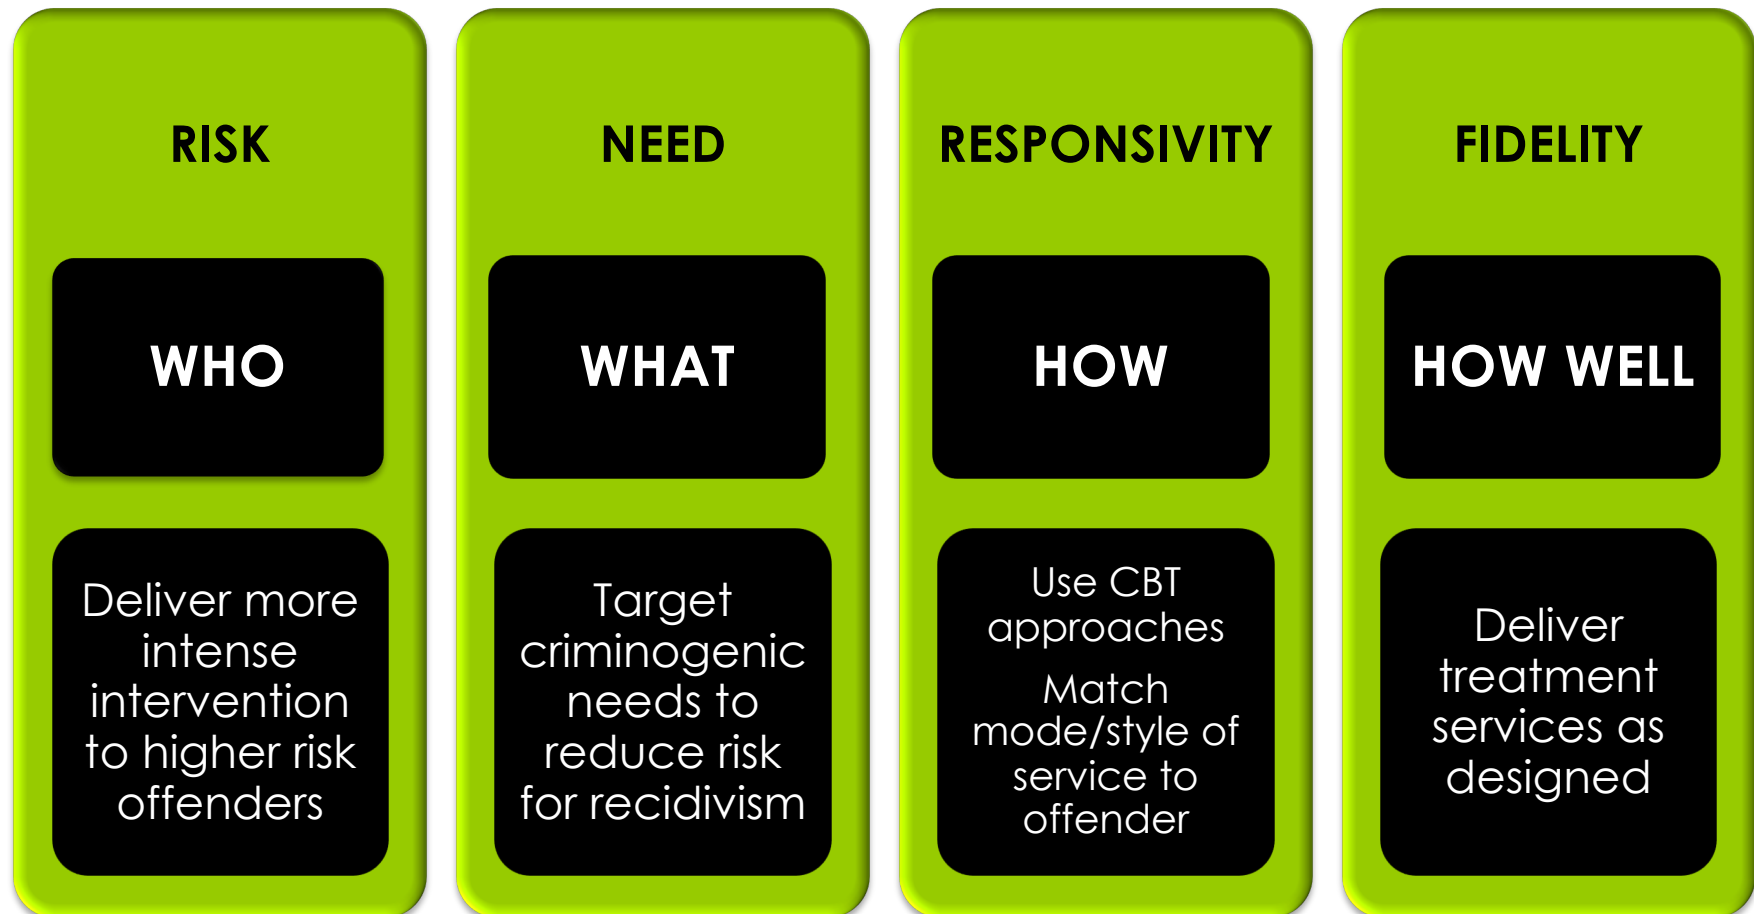 RISK
WHO
Deliver more
intense
intervention
to higher risk
offenders
NEED
WHAT
Target
criminogenic
needs to
reduce risk
for recidivism
RESPONSIVITY
HOW
Use CBT
approaches
Match
mode/style of
service to
offender
FIDELITY
HOW WELL
Deliver
treatment
services as
designed